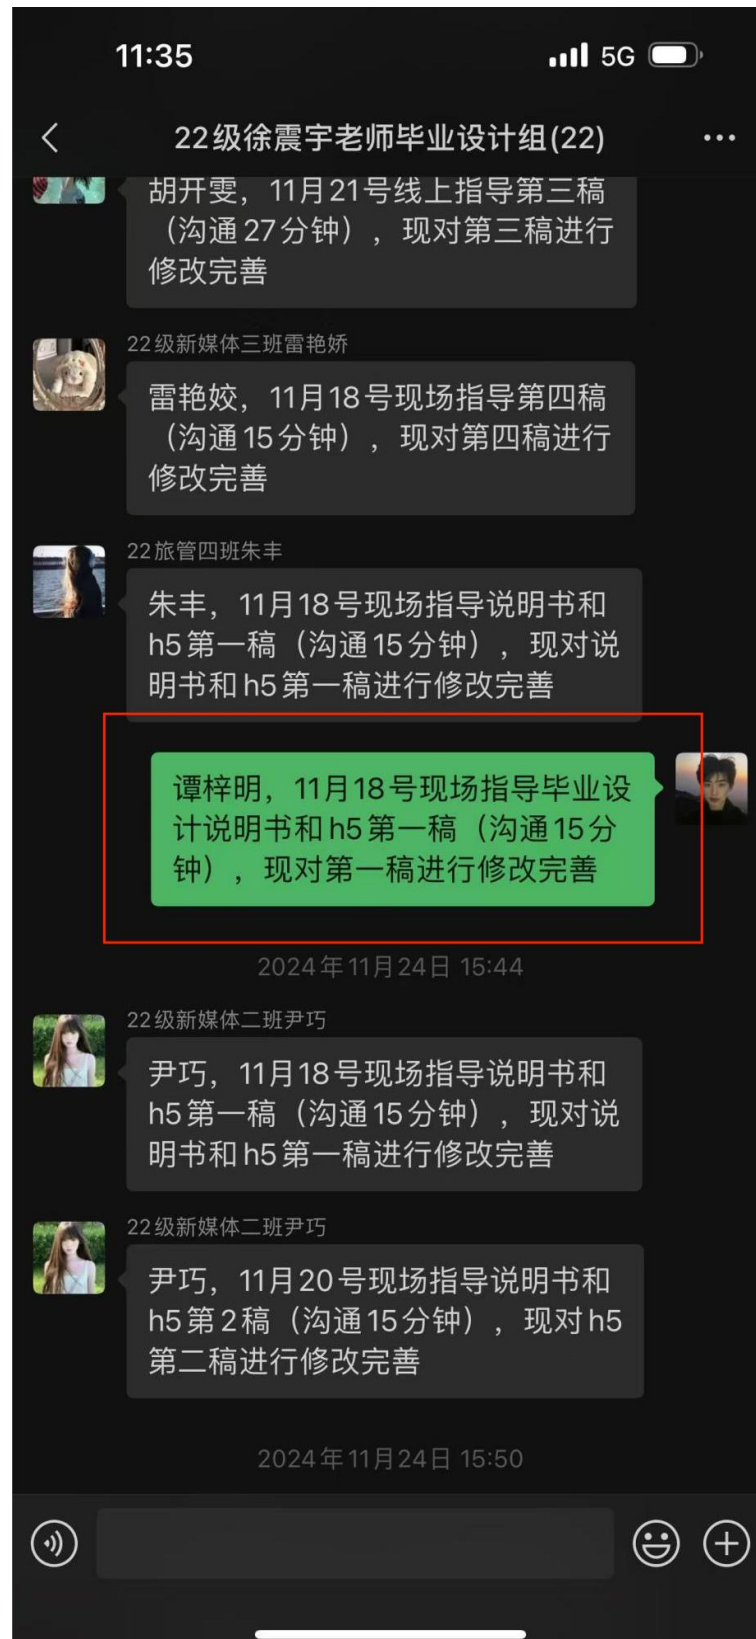 11:35
5G
22级徐震宇老师毕业设计组(22)
胡开雯，11月21号线上指导第三稿
（沟通27分钟），现对第三稿进行
修改完善
22级新媒体三班雷艳娇
雷艳姣，11月18号现场指导第四稿
（沟通15分钟），现对第四稿进行
修改完善
22旅管四班朱丰
朱丰，11月18号现场指导说明书和
h5第一稿（沟通15分钟），现对说
明书和h5第一稿进行修改完善
谭梓明，11月18号现场指导毕业设
计说明书和h5第一稿（沟通15分
钟），现对第一稿进行修改完善
2024年11月24日 15:44
22级新媒体二班尹巧
尹巧，11月18号现场指导说明书和
h5第一稿（沟通15分钟），现对说
明书和h5第一稿进行修改完善
22级新媒体二班尹巧
尹巧，11月20号现场指导说明书和
h5第2稿（沟通15分钟），现对h5
第二稿进行修改完善
2024年11月24日 15:50